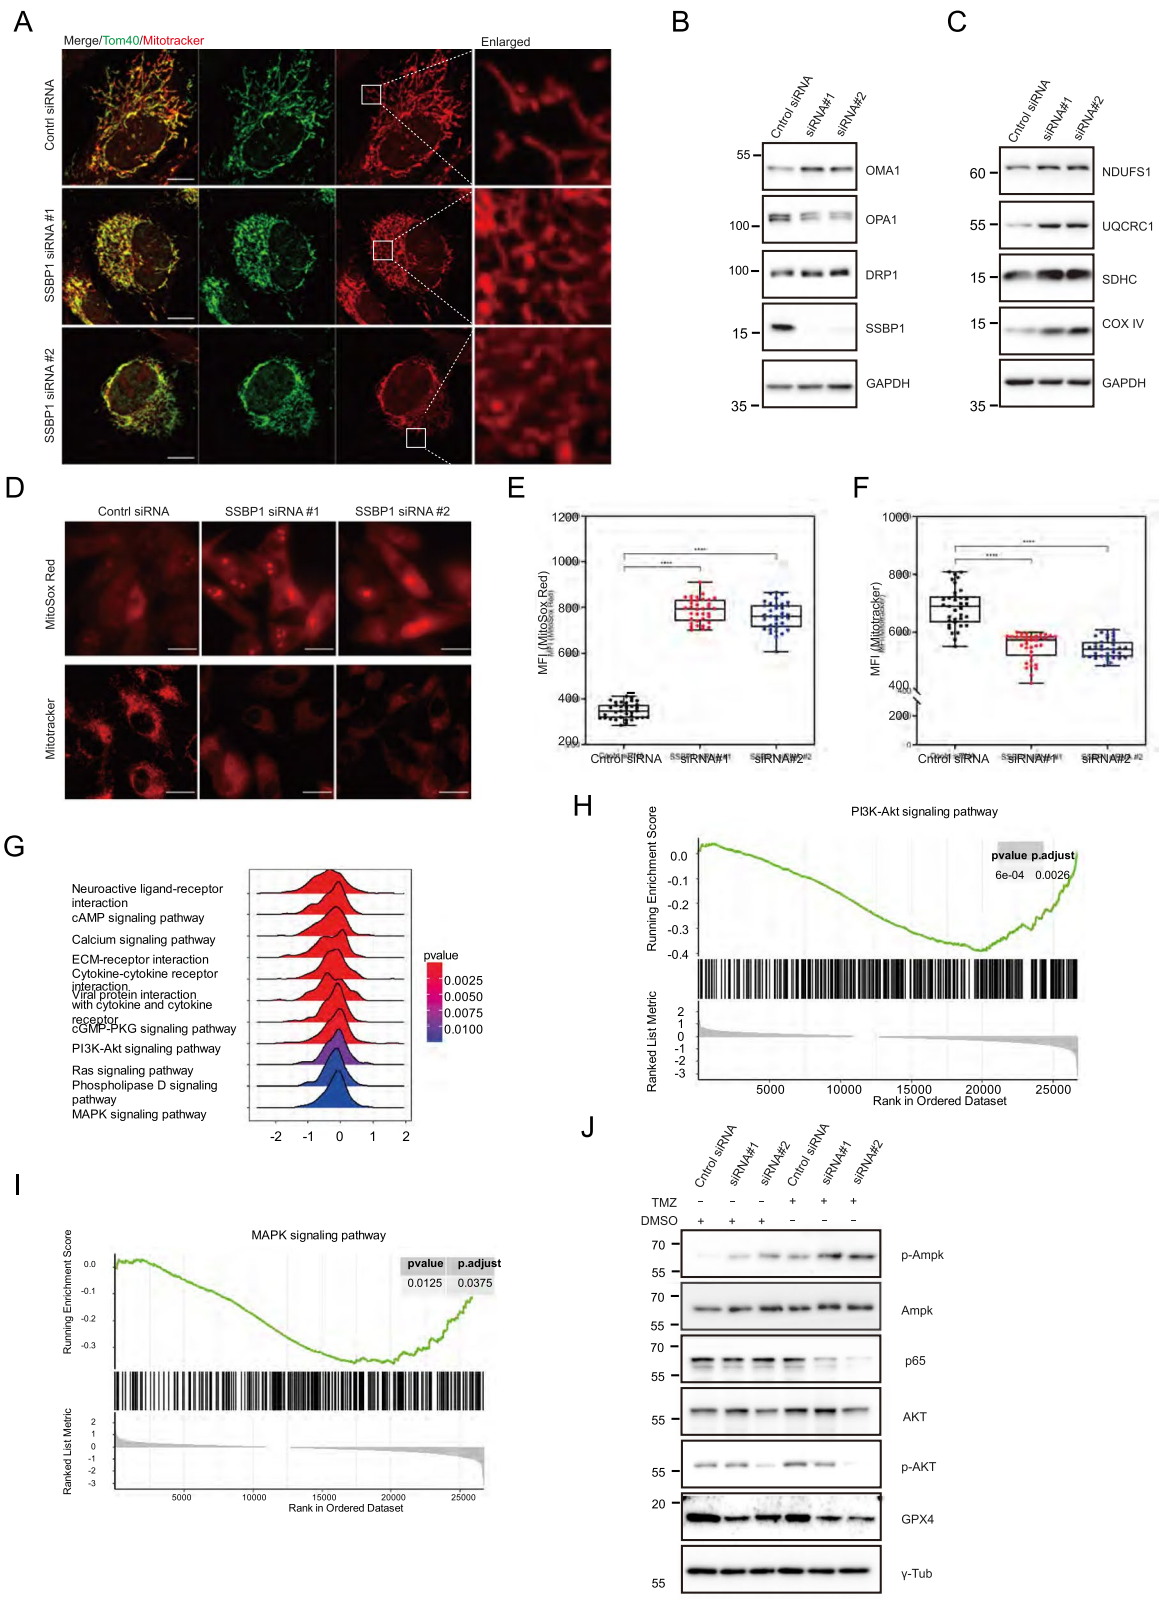 A
Merge/Tom40/Mitotracker
Enlarged
Contrl siRNA
SSBP1 siRNA #1
SSBP1 siRNA #2
B
Cntrol siRNA
siRNA#1
siRNA#2
55
OMA1
100
OPA1
100
DRP1
15
SSBP1
GAPDH
35
C
Cntrol siRNA
siRNA#1
siRNA#2
60
NDUFS1
55
UQCRC1
15
SDHC
15
COX IV
GAPDH
35
D
Contrl siRNA
SSBP1 siRNA #1
SSBP1 siRNA #2
MitoSox Red
Mitotracker
E
MFI (MitoSox Red)
1200
1000
800
600
400
200
****
****
Cntrol siRNA
siRNA#1
siRNA#2
F
MFI (Mitotracker)
1000
800
600
400
200
0
****
****
Cntrol siRNA
siRNA#1
siRNA#2
G
Neuroactive ligand-receptor
interaction
cAMP signaling pathway
Calcium signaling pathway
ECM-receptor interaction
Cytokine-cytokine receptor
interaction
Viral protein interaction
with cytokine and cytokine
receptor
cGMP-PKG signaling pathway
PI3K-Akt signaling pathway
Ras signaling pathway
Phospholipase D signaling
pathway
MAPK signaling pathway
-2 -1 0 1 2
pvalue
0.0025
0.0050
0.0075
0.0100
H
PI3K-Akt signaling pathway
Running Enrichment Score
0.0
-0.1
-0.2
-0.3
-0.4
pvalue p.adjust
6e-04 0.0026
Ranked List Metric
2
1
0
-1
-2
-3
5000 10000 15000 20000 25000
Rank in Ordered Dataset
I
MAPK signaling pathway
Running Enrichment Score
0.0
-0.1
-0.2
-0.3
pvalue p.adjust
0.0125 0.0375
Ranked List Metric
2
1
0
-1
-2
-3
5000 10000 15000 20000 25000
Rank in Ordered Dataset
J
Cntrol siRNA
siRNA#1
siRNA#2
Cntrol siRNA
siRNA#1
siRNA#2
TMZ - - - + + +
DMSO + + + - - -
70
55
p-Ampk
70
55
Ampk
70
55
p65
55
AKT
55
p-AKT
20
GPX4
55
γ-Tub